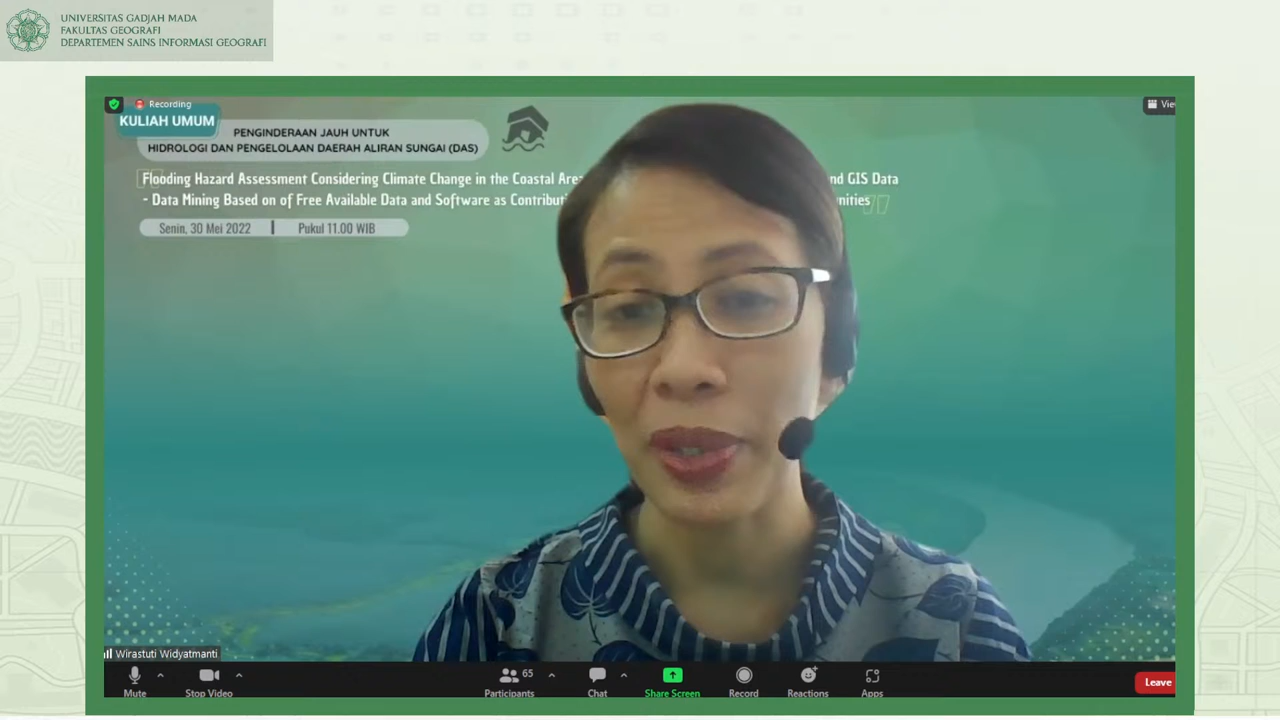 UNIVERSITAS GADJAH MADA
FAKULTAS GEOGRAFI
DEPARTEMEN SAINS INFORMASI GEOGRAFI
Recording
KULIAH UMUM
PENGINDERAAN JAUH UNTUK
HIDROLOGI DAN PENGELOLAAN DAERAH ALIRAN SUNGAI (DAS)
Flooding Hazard Assessment Considering Climate Change in the Coastal nd GIS Data
- Data Mining Based on of Free Available Data and Software as nities
Senin, 30 Mei 2022 | Pukul 11.00 WIB
Wirastuti Widyatmanti
Mute
Stop Video
65
Participants
Chat
Share Screen
Record
Reactions
Apps
Leave